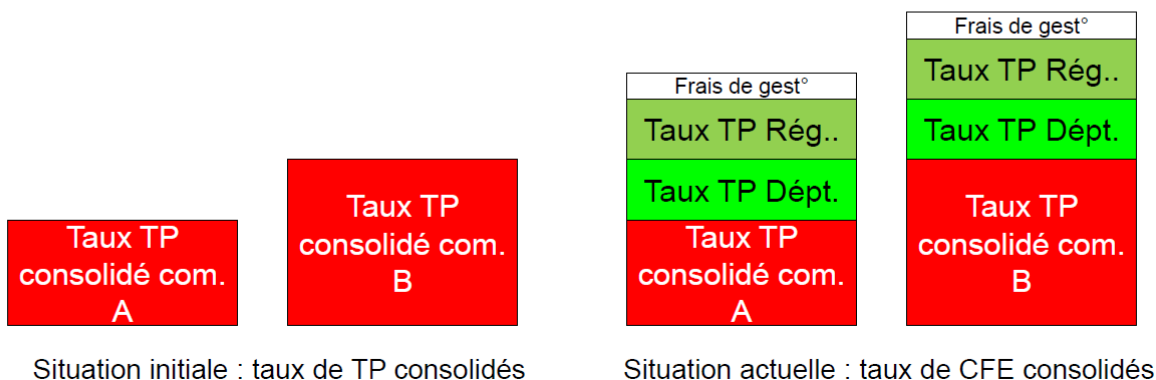 Taux TP
consolidé com.
A
Taux TP
consolidé com.
B
Situation initiale : taux de TP consolidés
Frais de gest°
Taux TP Rég..
Taux TP Dépt.
Taux TP
consolidé com.
A
Frais de gest°
Taux TP Rég..
Taux TP Dépt.
Taux TP
consolidé com.
B
Situation actuelle : taux de CFE consolidés